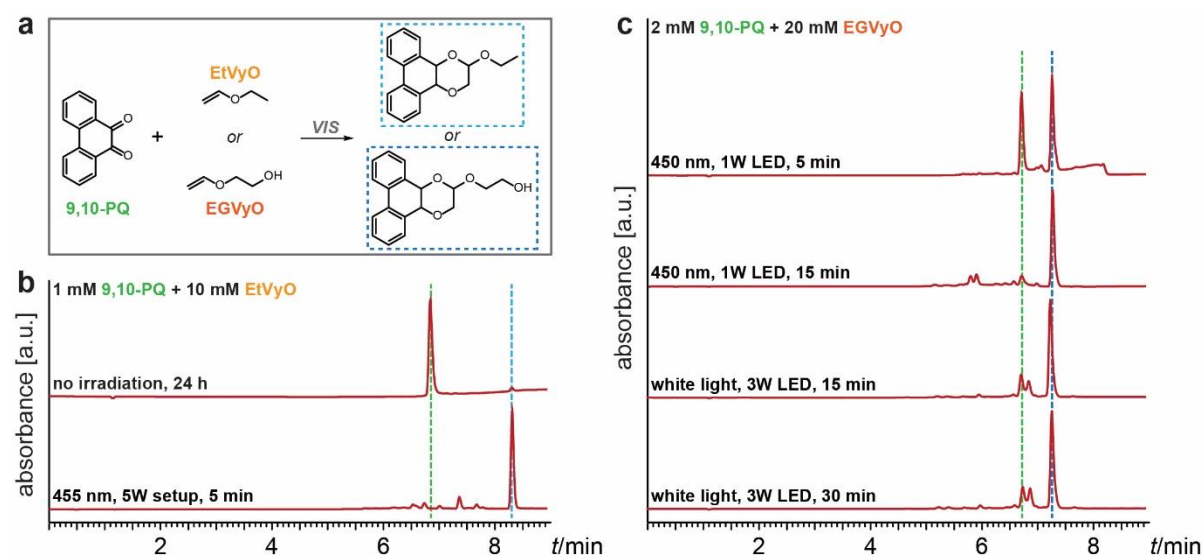 a
EtVyO
or
EGVyO
9,10-PQ
+
OH
O
O
O
O
VIS
O
O
O
or
O
O
O
OH
b
1 mM 9,10-PQ + 10 mM EtVyO
absorbance [a.u.]
no irradiation, 24 h
455 nm, 5W setup, 5 min
2
4
6
8
t/min
c
2 mM 9,10-PQ + 20 mM EGVyO
absorbance [a.u.]
450 nm, 1W LED, 5 min
450 nm, 1W LED, 15 min
white light, 3W LED, 15 min
white light, 3W LED, 30 min
2
4
6
8
t/min